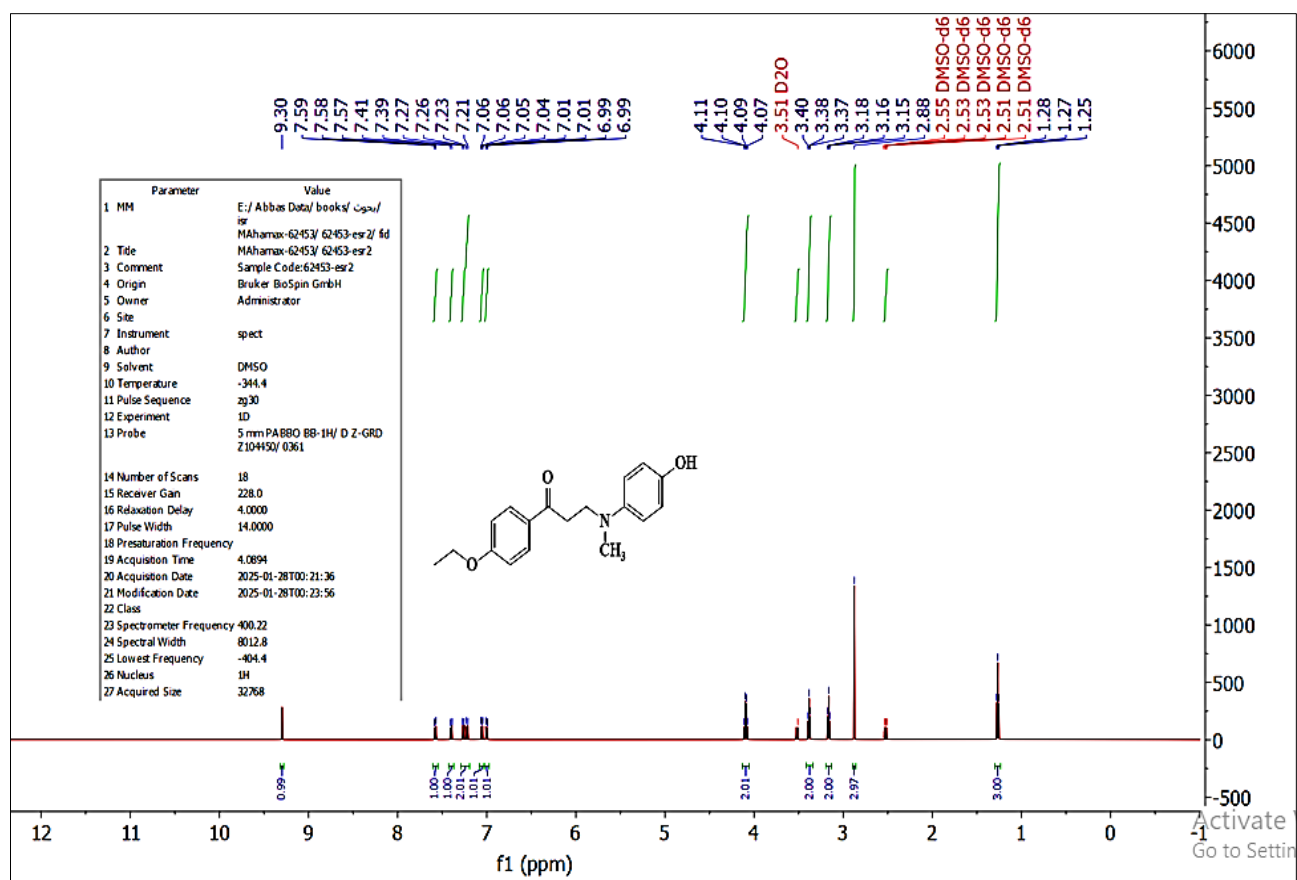 9.30
7.59
7.58
7.57
7.41
7.39
7.27
7.26
7.23
7.21
7.06
7.06
7.05
7.04
7.01
7.01
6.99
6.99
4.11
4.10
4.09
4.07
3.51 D2O
3.40
3.38
3.37
3.18
3.16
3.15
2.88
2.55 DMSO-d6
2.53 DMSO-d6
2.53 DMSO-d6
2.51 DMSO-d6
2.51 DMSO-d6
1.28
1.27
1.25
Parameter Value
1 MM E:/ Abbas Data/ books/ بحوث/
isr
MAhamax-62453/ 62453-esr2/ fid
2 Title MAhamax-62453/ 62453-esr2
3 Comment Sample Code:62453-esr2
4 Origin Bruker BioSpin GmbH
5 Owner Administrator
6 Site
7 Instrument spect
8 Author
9 Solvent DMSO
10 Temperature -344.4
11 Pulse Sequence zg30
12 Experiment 1D
13 Probe 5 mm PABBO BB-1H/ D Z-GRD
Z104450/ 0361
14 Number of Scans 18
15 Receiver Gain 228.0
16 Relaxation Delay 4.0000
17 Pulse Width 14.0000
18 Presaturation Frequency
19 Acquisition Time 4.0894
20 Acquisition Date 2025-01-28T00:21:36
21 Modification Date 2025-01-28T00:23:56
22 Class
23 Spectrometer Frequency 400.22
24 Spectral Width 8012.8
25 Lowest Frequency -404.4
26 Nucleus 1H
27 Acquired Size 32768
O
OH
N
CH3
O
6000
5500
5000
4500
4000
3500
3000
2500
2000
1500
1000
500
0
-500
0.99
1.00
1.00
2.01
1.01
1.01
2.01
2.00
2.00
2.97
3.00
12 11 10 9 8 7 6 5 4 3 2 1 0 -1
f1 (ppm)
Activate
Go to Settin